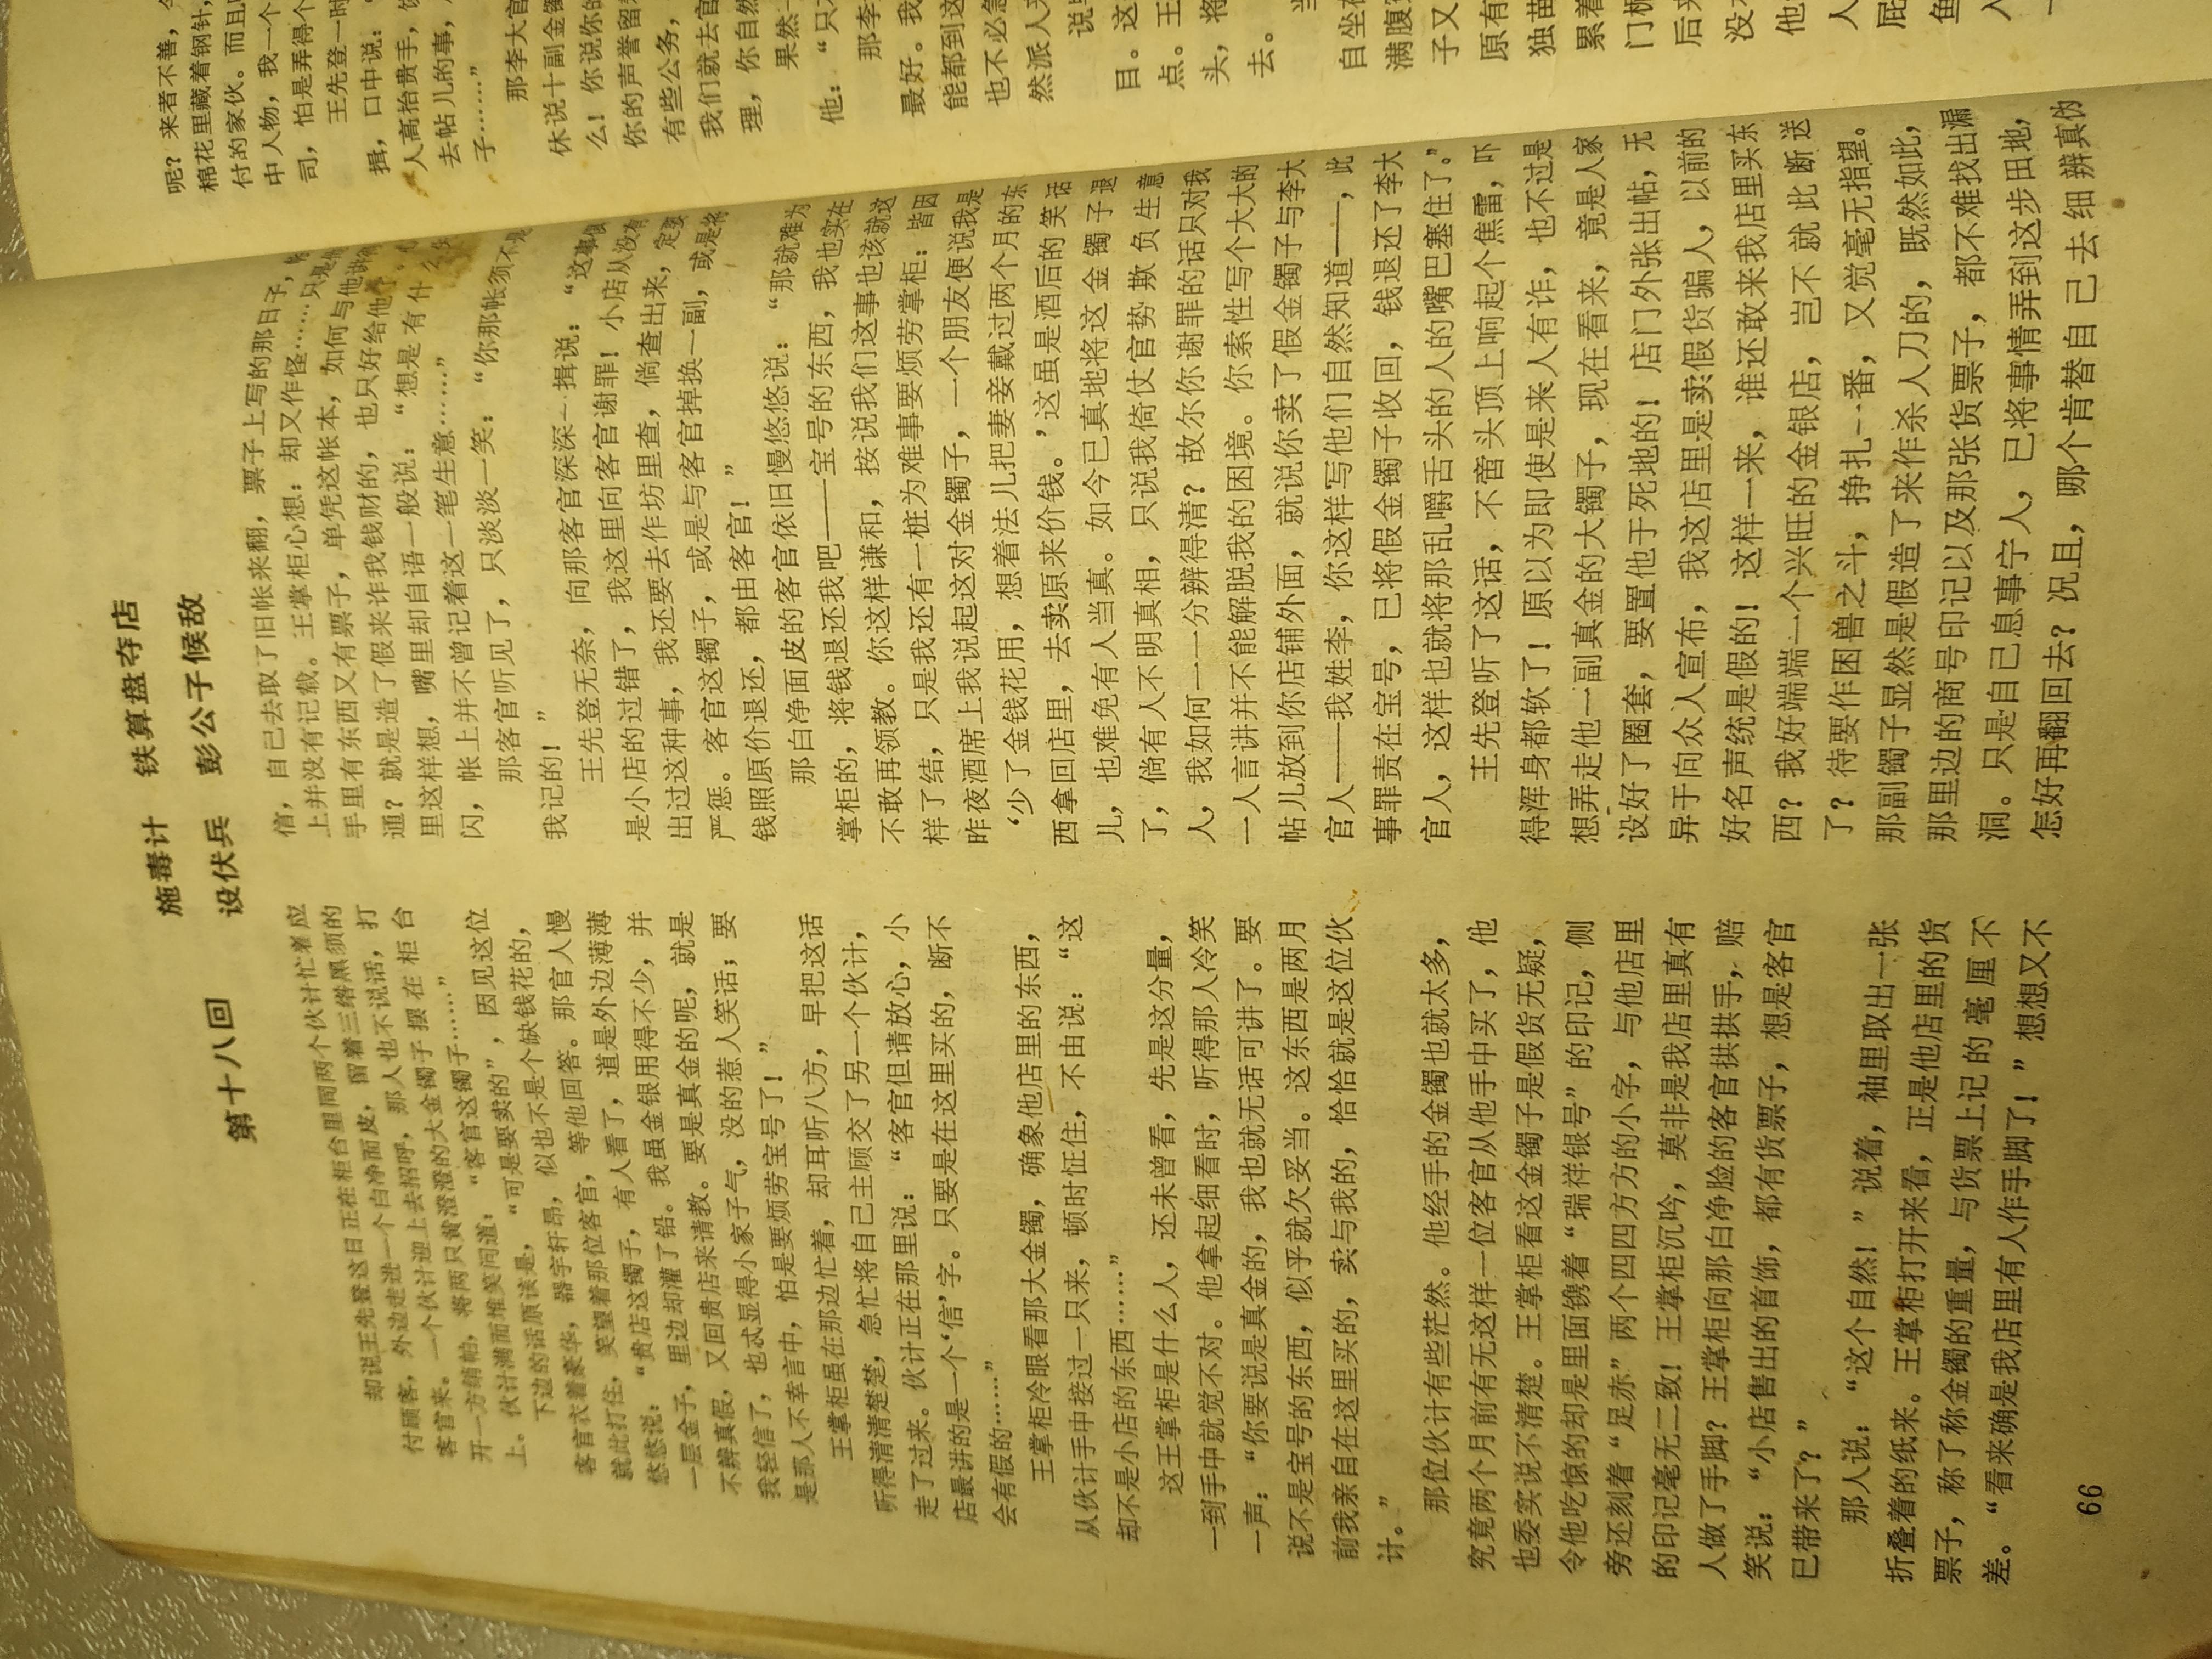 第十八回
施毒计 铁算盘夺店
设伏兵 彭公子候敌
却说王先登这日正在柜台里同两个伙计忙着应
付顾客，外边走进一个白净面皮，留着三绺黑须的
客官来。一个伙计迎上去招呼，那人也不说话，打
开一方绢帕，将两只黄澄澄的大金镯子摆在柜台
上。伙计满面堆笑问道：“客官这镯子……”
下边的话原该是，“可是要卖的”，因见这位
客官衣着豪华，器宇轩昂，似也不是个缺钱花的，
就此打住，笑望着那位客官，等他回答。那官人慢
悠悠说：“贵店这镯子，有人看了，道是外边薄薄
一层金子，里边却灌了铅。我虽金银用得不少，并
不辨真假，又回贵店来请教。要是真金的呢，就是
我轻信了，也忒显得小家子气，没的惹人笑话；要
是那人不幸言中，怕是要烦劳宝号了！”
王掌柜虽在那边忙着，却耳听八方，早把这话
听得清清楚楚，急忙将自己主顾交了另一个伙计，
走了过来。伙计正在那里说：“客官但请放心，小
店最讲的是一个‘信’字。只要是在这里买的，断不
会有假的……”
王掌柜冷眼看那大金镯，确象他店里的东西，
从伙计手中接过一只来，顿时怔住，不由说：“这
却不是小店的东西……”
这王掌柜是什么人，还未曾看，先是这分量，
一到手中就觉不对。他拿起细看时，听得那人冷笑
一声：“你要说是真金的，我也就无话可讲了。要
说不是宝号的东西，似乎就欠妥当。这东西是两月
前我亲自在这里买的，卖与我的，恰恰就是这位伙
计。”
那位伙计有些茫然。他经手的金镯也就太多，
究竟两个月前有无这样一位客官从他手中买了，他
也委实说不清楚。王掌柜看这金镯子是假货无疑，
令他吃惊的却是里面镌着“瑞祥银号”的印记，侧
旁还刻着“足赤”两个四四方方的小字，与他店里
的印记毫无二致！王掌柜沉吟，莫非是我店里真有
人做了手脚？王掌柜向那白净脸的客官拱拱手，赔
笑说：“小店售出的首饰，都有货票子，想是客官
已带来了？”
那人说：“这个自然！”说着，袖里取出一张
折叠着的纸来。王掌柜打开来看，正是他店里的货
票子，称了称金镯的重量，与货票上记的毫厘不
差。“看来确是我店里有人作手脚了！”想想又不
信，自己去取了旧帐来翻，票子上写的那日子，
上并没有记载。王掌柜心想：却又作怪……
手里有东西又有票子，单凭这帐本，如何与他
通？就是造了假来诈我钱财的，也只好给他
里这样想，嘴里却自语一般说：“想是有什么
闪，帐上并不曾记着这一笔生意……”
那客官听见了，只淡淡一笑：“你那帐须不是
我记的！”
王先登无奈，向那客官深深一揖说：“这事
是小店的过错了，我这里向客官谢罪！小店从没有
出过这种事，我还要去作坊里查，倘查出来，定要
严惩。客官这镯子，或是与客官掉换一副，或是将
钱照原价退还，都由客官！”
那白净面皮的客官依旧慢悠悠说：“那就难为
掌柜的，将钱退还我吧——宝号的东西，我也实在
不敢再领教。你这样谦和，按说我们这事也该就这
样了结，只是我还有一桩为难事要烦劳掌柜：皆因
昨夜酒席上我说起这对金镯子，一个朋友便说我是
‘少了金钱花用，想着法儿把妻妾戴过两个月的东
西拿回店里，去卖原来价钱。’这虽是酒后的笑话
儿，也难免有人当真。如今已真地将这金镯子退
了，倘有人不明真相，只说我倚仗官势欺负生意
人，我如何一一分辨得清？故尔你谢罪的话只对我
一人言讲并不能解脱我的困境。你索性写个大大的
帖儿放到你店铺外面，就说你卖了假金镯子与李大
官人——我姓李，你这样写他们自然知道——，此
事罪责在宝号，已将假金镯子收回，钱退还了李大
官人，这样也就将那乱嚼舌头的人的嘴巴塞住了。”
王先登听了这话，不啻头顶上响起个焦雷，吓
得浑身都软了！原以为即使是来人有诈，也不过是
想弄走他一副真金的大镯子，现在看来，竟是人家
设好了圈套，要置他于死地的！店门外张出帖，无
异于向众人宣布，我这店里是卖假货骗人，以前的
好名声统是假的！这样一来，谁还敢来我店里买东
西？我好端端一个兴旺的金银店，岂不就此断送
了？待要作困兽之斗，挣扎一番，又觉毫无指望。
那副镯子显然是假造了来作杀人刀的，既然如此，
那里边的商号印记以及那张货票子，都不难找出漏
洞。只是自己息事宁人，已将事情弄到这步田地，
怎好再翻回去？况且，哪个肯替自己去细辨真伪
66
呢？来者不善，
棉花里藏着钢针，
付的家伙。而且
中人物，我一个
司，怕是弄得个
王先登一时
揖，口中说：
人高抬贵手，
去帖儿的事，
子……”
那李大官
休说十副金
么！你说你的
你的声誉留
有些公务，
我们就去官
理，你自然
果然一
他：“只
那李
最好。我
能都到这
也不必急
然派人来
说
目。这
点。王
头，将
去。
自坐在
满腹
子又
原有
独苗
累着
门
后
没
他
人
屁
鱼
入